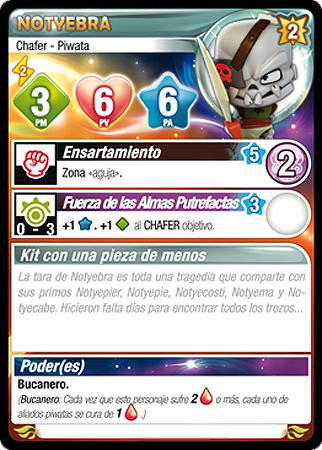 NOTYEBRA
2
Chafer - Piwata
2
3
PM
6
PV
6
PA
Ensartamiento
5
2
Zona «aguja».
Fuerza de las Almas Putrefactas
3
0 - 3
+1 , +1 al CHAFER objetivo.
Kit con una pieza de menos
La tara de Notyebra es toda una tragedia que comparte con
sus primos Notyepier, Notyepie, Notyecosti, Notyema y No-
tyecabe. Hicieron falta días para encontrar todos los trozos...
Poder(es)
Bucanero.
(Bucanero: Cada vez que este personaje sufre 2 o más, cada uno de
aliados piwatas se cura de 1 .)